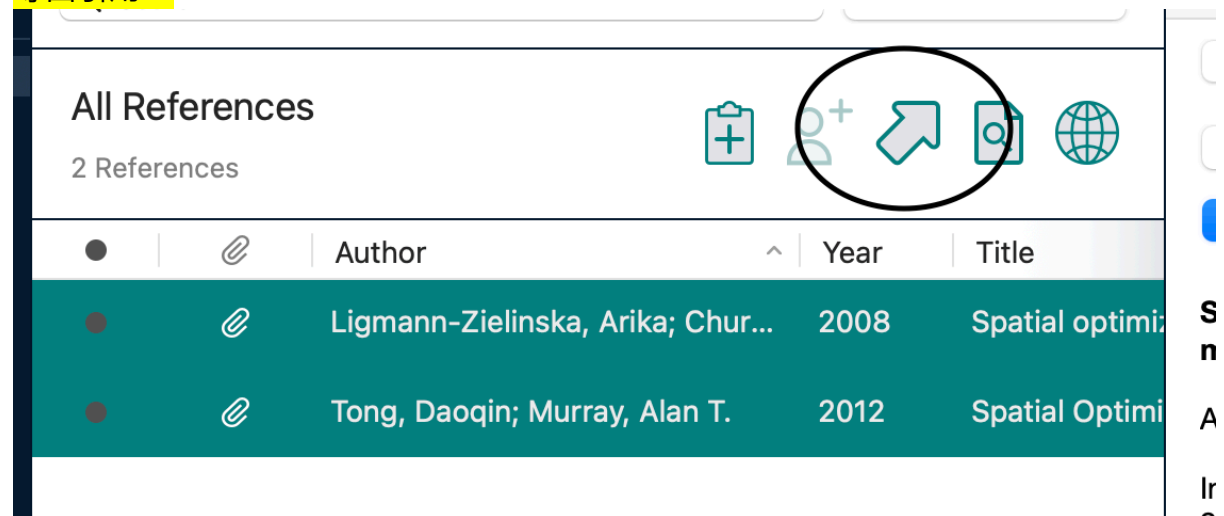 All References
2 References
Author Year Title
Ligmann-Zielinska, Arika; Chur... 2008 Spatial optimiz
Tong, Daoqin; Murray, Alan T. 2012 Spatial Optimi